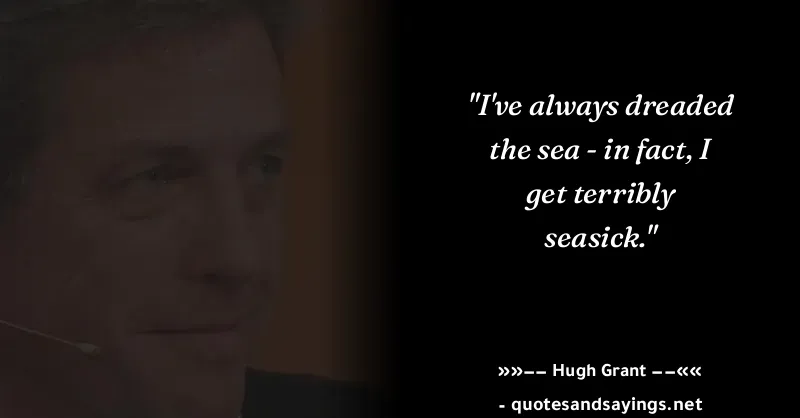 "I've always dreaded
the sea - in fact, I
get terribly
seasick."
»»—— Hugh Grant ——««
- quotesandsayings.net